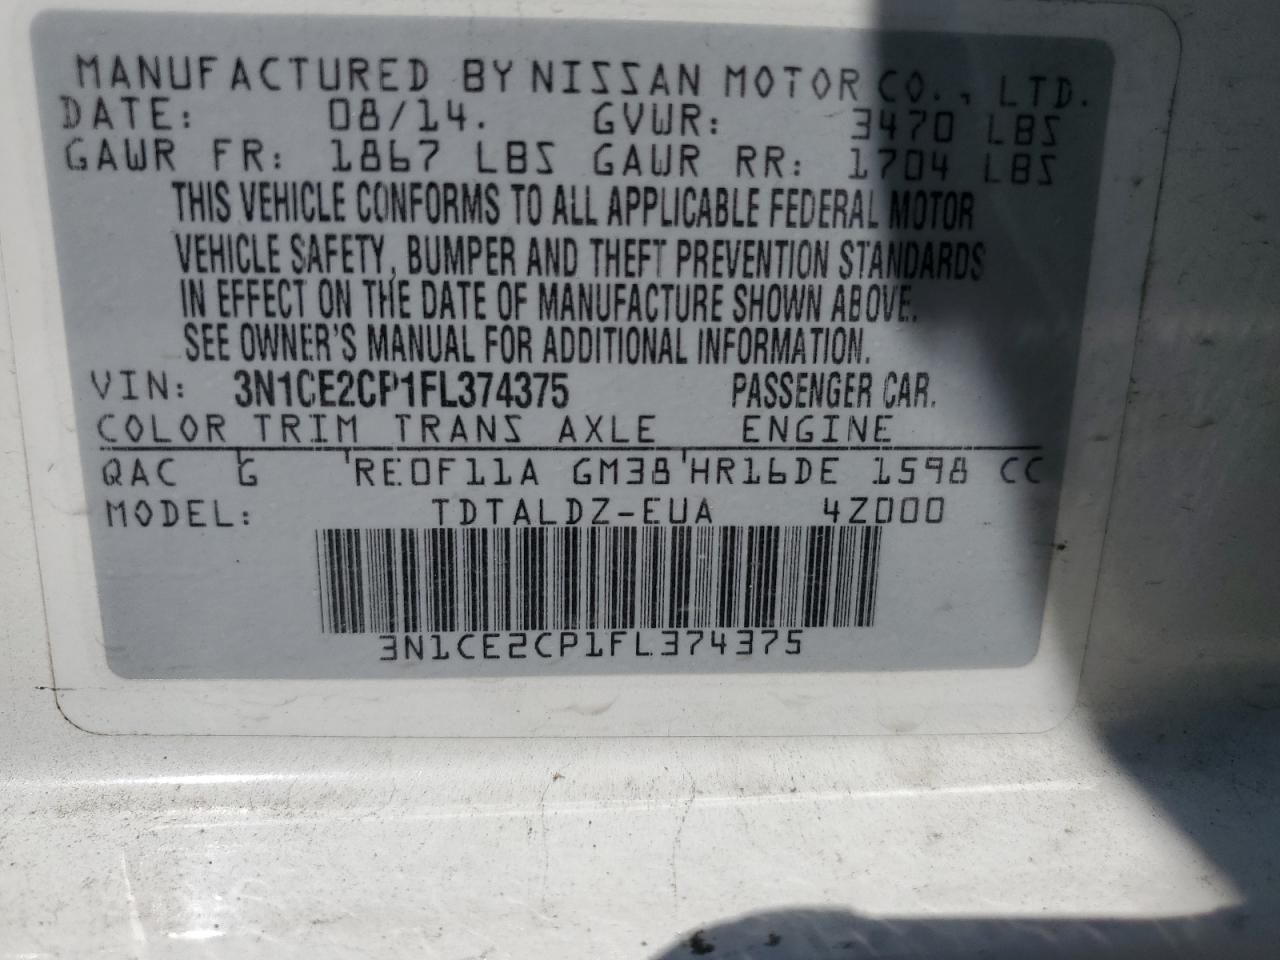 MANUFACTURED BY NISSAN MOTOR CO., LTD.
DATE: 08/14. GVWR: 3470 LBS
GAWR FR: 1867 LBS GAWR RR: 1704 LBS
THIS VEHICLE CONFORMS TO ALL APPLICABLE FEDERAL MOTOR
VEHICLE SAFETY, BUMPER AND THEFT PREVENTION STANDARDS
IN EFFECT ON THE DATE OF MANUFACTURE SHOWN ABOVE.
SEE OWNER'S MANUAL FOR ADDITIONAL INFORMATION.
VIN: 3N1CE2CP1FL374375 PASSENGER CAR.
COLOR TRIM TRANS AXLE ENGINE
QAC G RE0F11A GM38 HR16DE 1598 CC
MODEL: TDTALDZ-EUA 4Z000
3N1CE2CP1FL374375